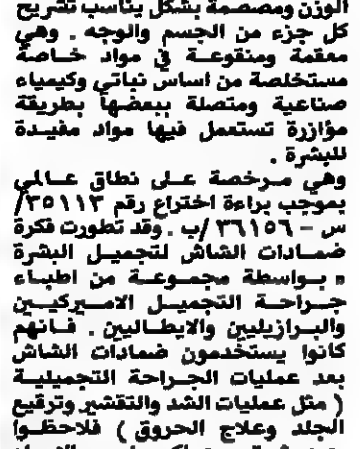 الوزن ومصممة بشكل يناسب تشريح
كل جزء من الجسم والوجه . وهي
معقمة ومنقوعة في مواد خاصة
مستخلصة من اساس نباتي وكيمياء
صناعية ومتصلة ببعضها بطريقة
مؤازرة تستعمل فيها مواد مفيدة
للبشرة .
وهي مرخصة على نطاق عالمي
بموجب براءة اختراع رقم ٣٥١١٣/
س – ٣٦١٥٦ /ب . وقد تطورت فكرة
ضمادات الشاش لتجميل البشرة
بواسطة مجموعة من اطباء
جراحة التجميل الاميركيين
والبرازيليين والايطاليين . فانهم
كانوا يستخدمون ضمادات الشاش
بعد عمليات الجراحة التجميلية
( مثل عمليات الشد والتقشير وترقيع
الجلد وعلاج الحروق ) فلاحظوا